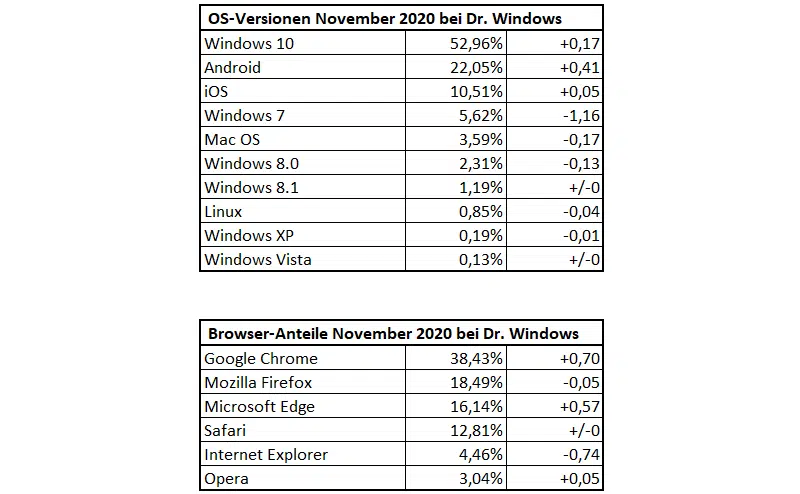 OS-Versionen November 2020 bei Dr. Windows
Windows 10 52,96% +0,17
Android 22,05% +0,41
iOS 10,51% +0,05
Windows 7 5,62% -1,16
Mac OS 3,59% -0,17
Windows 8.0 2,31% -0,13
Windows 8.1 1,19% +/-0
Linux 0,85% -0,04
Windows XP 0,19% -0,01
Windows Vista 0,13% +/-0
Browser-Anteile November 2020 bei Dr. Windows
Google Chrome 38,43% +0,70
Mozilla Firefox 18,49% -0,05
Microsoft Edge 16,14% +0,57
Safari 12,81% +/-0
Internet Explorer 4,46% -0,74
Opera 3,04% +0,05